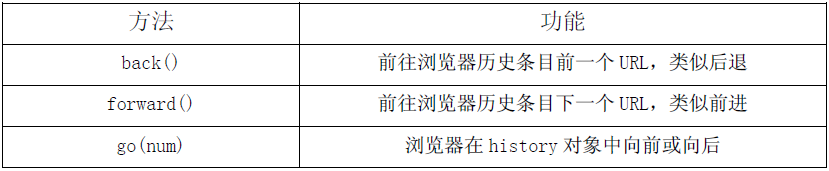 方法 功能
back() 前往浏览器历史条目前一个 URL，类似后退
forward() 前往浏览器历史条目下一个 URL，类似前进
go(num) 浏览器在 history 对象中向前或向后